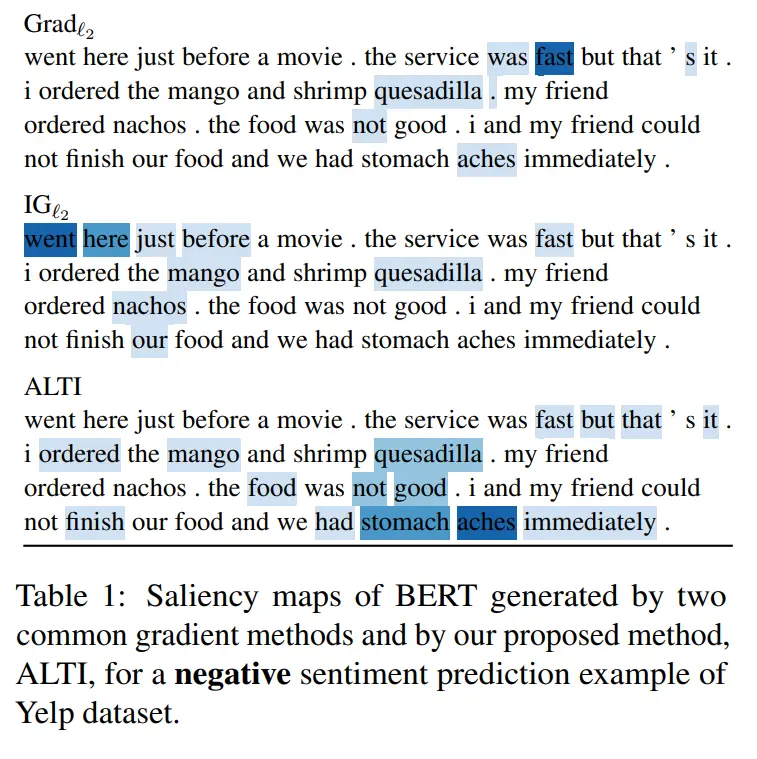 Gradℓ2
went here just before a movie . the service was fast but that ’ s it .
i ordered the mango and shrimp quesadilla . my friend
ordered nachos . the food was not good . i and my friend could
not finish our food and we had stomach aches immediately .
IGℓ2
went here just before a movie . the service was fast but that ’ s it .
i ordered the mango and shrimp quesadilla . my friend
ordered nachos . the food was not good . i and my friend could
not finish our food and we had stomach aches immediately .
ALTI
went here just before a movie . the service was fast but that ’ s it .
i ordered the mango and shrimp quesadilla . my friend
ordered nachos . the food was not good . i and my friend could
not finish our food and we had stomach aches immediately .
Table 1: Saliency maps of BERT generated by two
common gradient methods and by our proposed method,
ALTI, for a negative sentiment prediction example of
Yelp dataset.